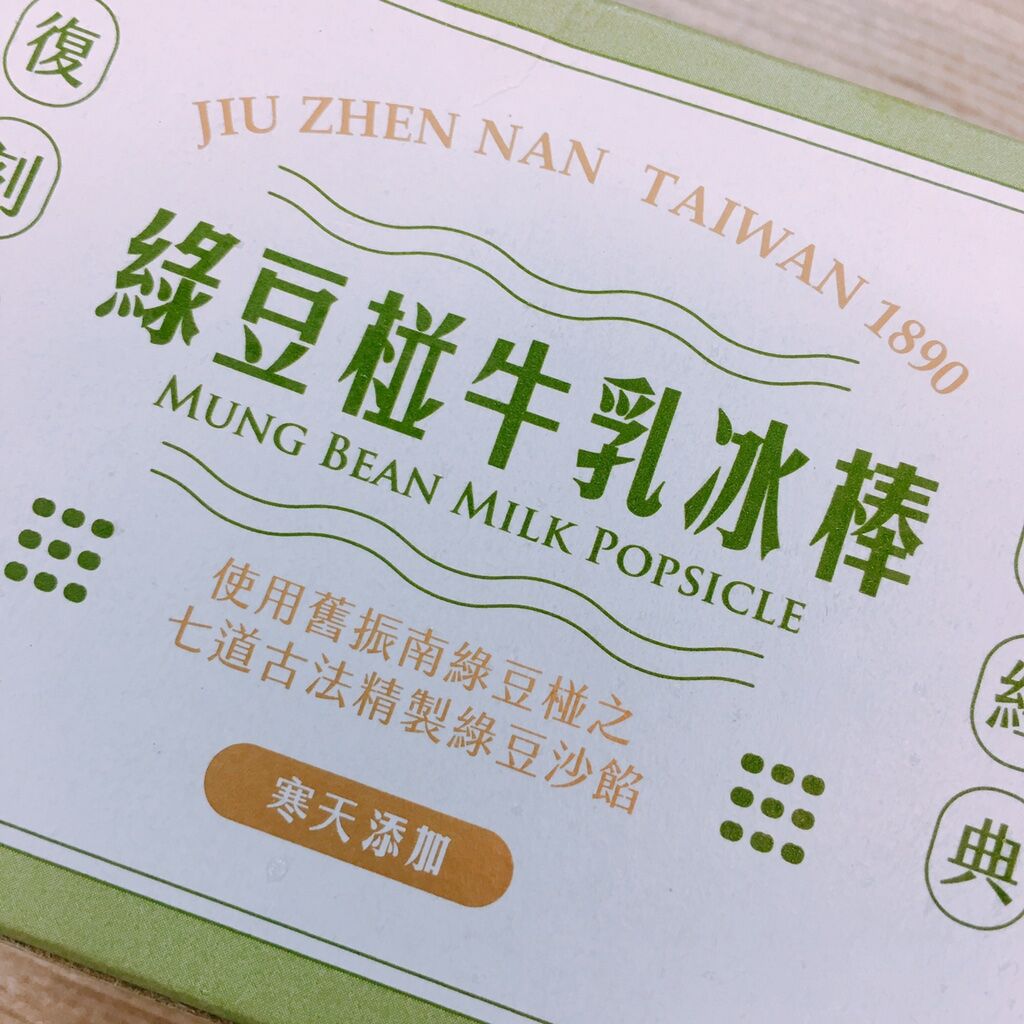 復
刻
JIU ZHEN NAN TAIWAN 1890
綠豆椪牛乳冰棒
MUNG BEAN MILK POPSICLE
使用舊振南綠豆椪之
七道古法精製綠豆沙餡
寒天添加
經
典